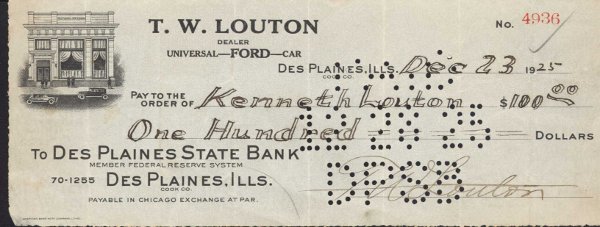 T. W. LOUTON
No. 4936
DEALER
UNIVERSAL—FORD—CAR
DES PLAINES, ILLS. Dec 23 1925
COOK CO.
PAY TO THE
ORDER OF Kenneth Louton $100.00
One Hundred DOLLARS
TO DES PLAINES STATE BANK
MEMBER FEDERAL RESERVE SYSTEM
70-1255 DES PLAINES, ILLS.
COOK CO.
T. W. Louton
PAYABLE IN CHICAGO EXCHANGE AT PAR.